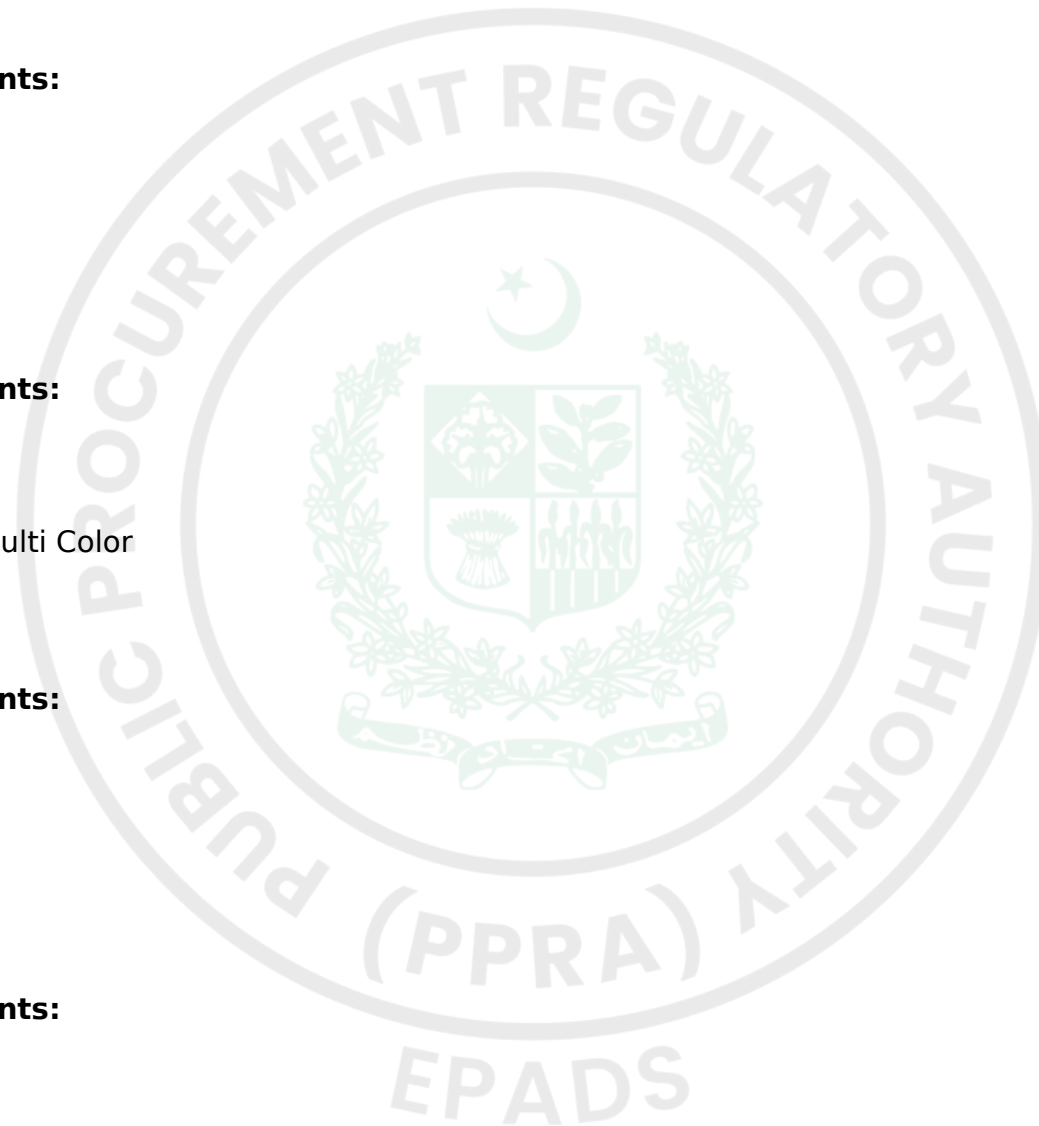 nts:
nts:
ulti Color
nts:
nts:
PUBLIC PROCUREMENT REGULATORY AUTHORITY
(PPRA)
EPADS